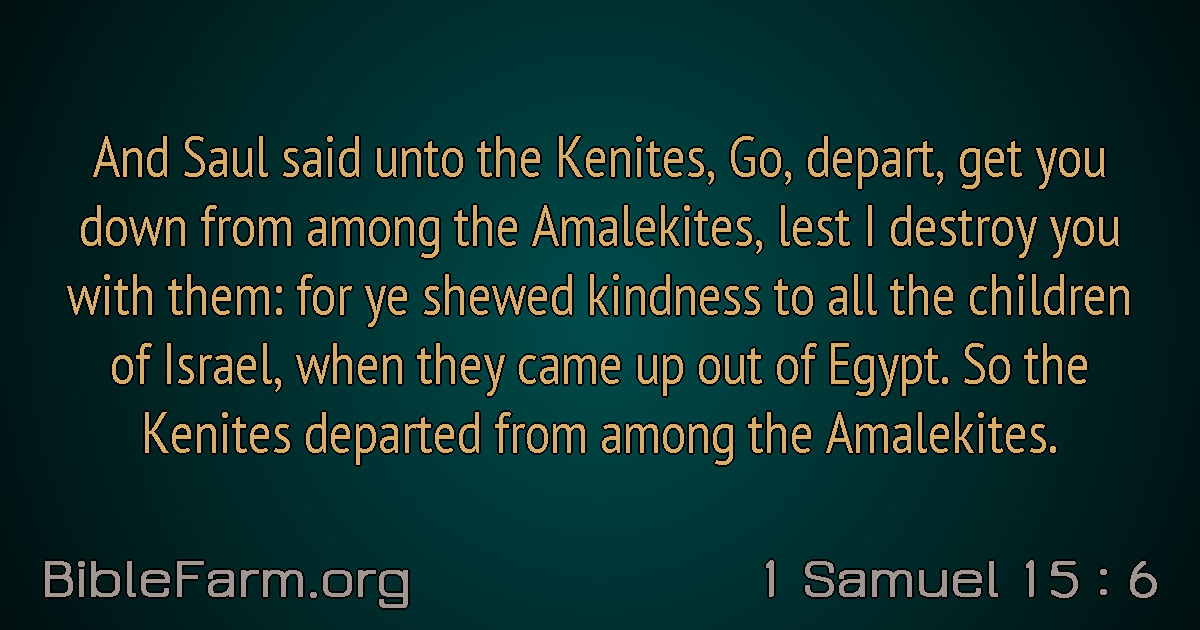 And Saul said unto the Kenites, Go, depart, get you
down from among the Amalekites, lest I destroy you
with them: for ye shewed kindness to all the children
of Israel, when they came up out of Egypt. So the
Kenites departed from among the Amalekites.
BibleFarm.org
1 Samuel 15 : 6